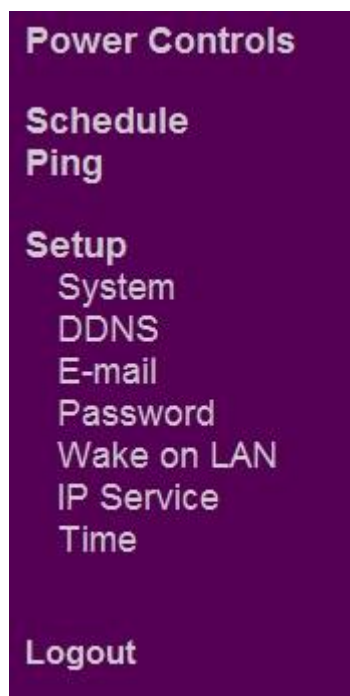 Power Controls
Schedule
Ping
Setup
System
DDNS
E-mail
Password
Wake on LAN
IP Service
Time
Logout